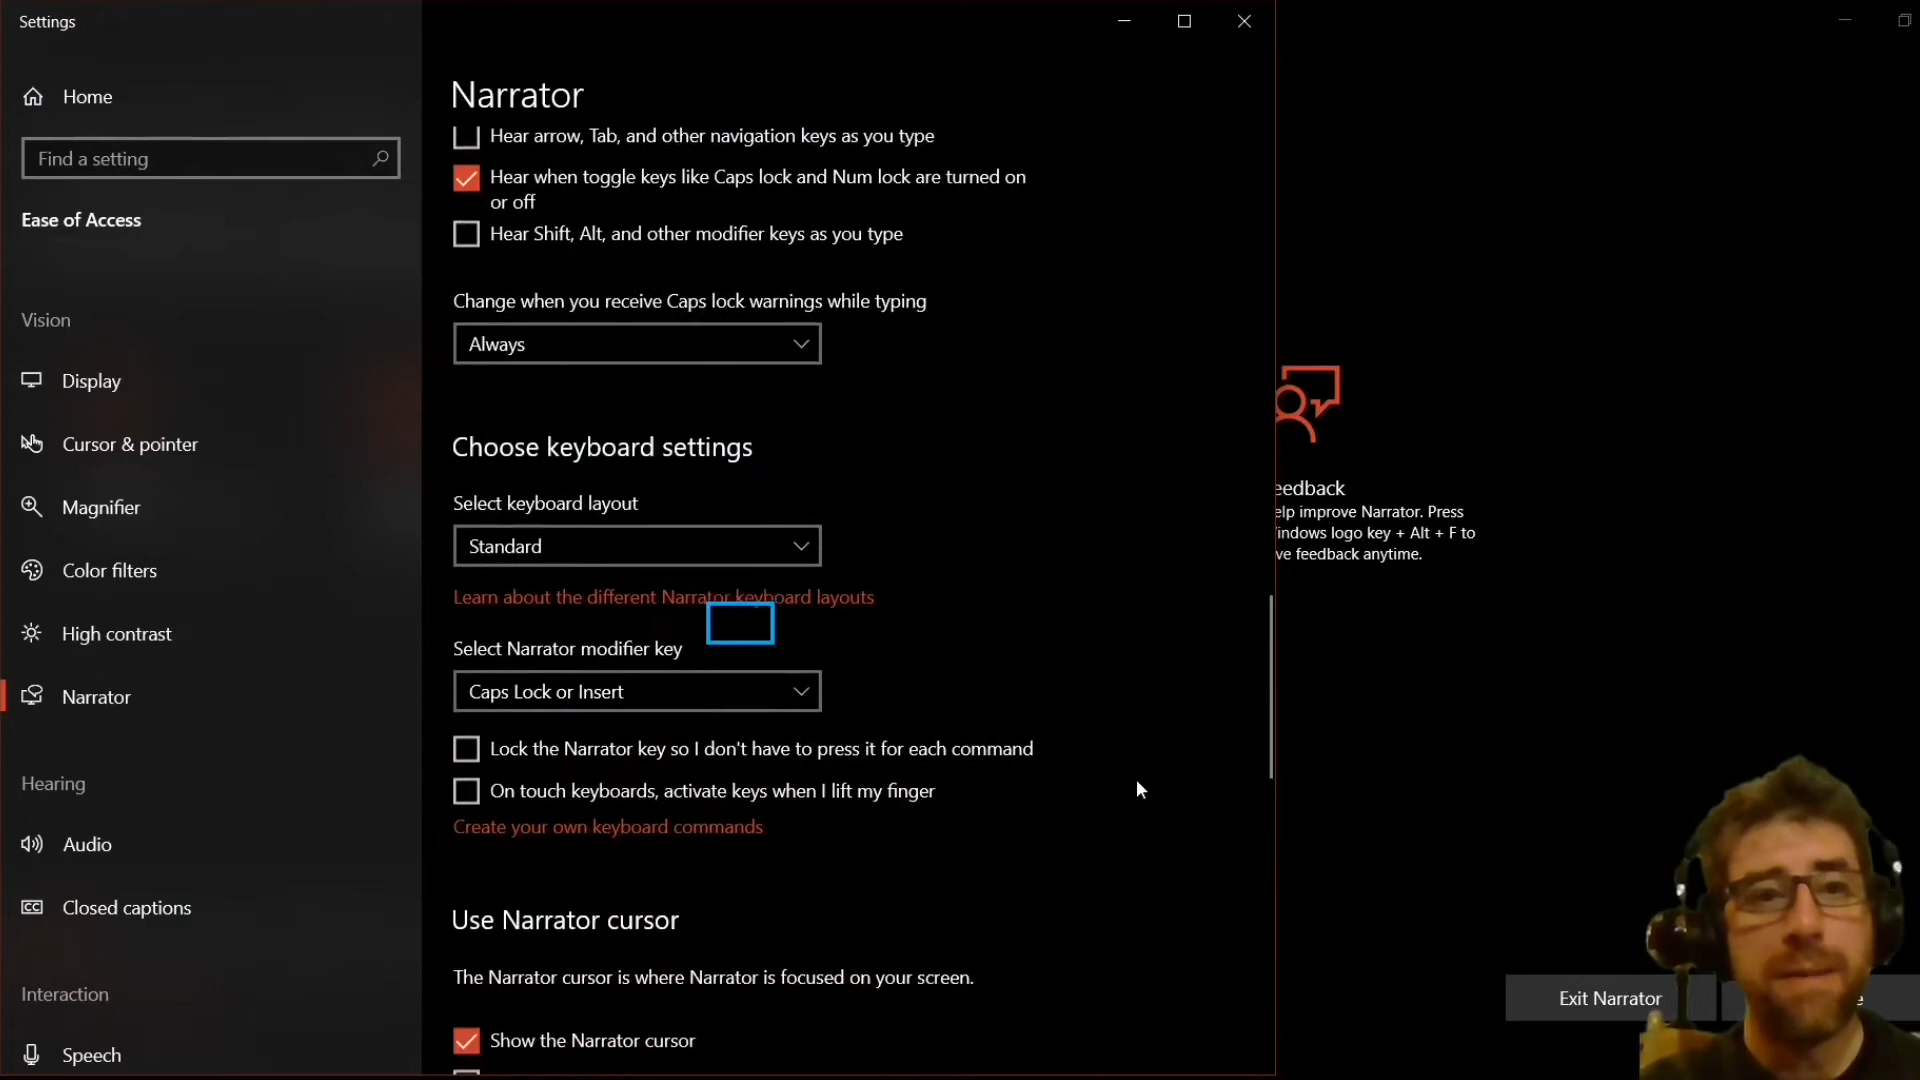 Settings
Home
Find a setting
Ease of Access
Vision
Display
Cursor & pointer
Magnifier
Color filters
High contrast
Narrator
Hearing
Audio
Closed captions
Interaction
Speech
Narrator
Hear arrow, Tab, and other navigation keys as you type
Hear when toggle keys like Caps lock and Num lock are turned on
or off
Hear Shift, Alt, and other modifier keys as you type
Change when you receive Caps lock warnings while typing
Always
Choose keyboard settings
Select keyboard layout
Standard
Learn about the different Narrator keyboard layouts
Select Narrator modifier key
Caps Lock or Insert
Lock the Narrator key so I don't have to press it for each command
On touch keyboards, activate keys when I lift my finger
Create your own keyboard commands
Use Narrator cursor
The Narrator cursor is where Narrator is focused on your screen.
Show the Narrator cursor
eedback
elp improve Narrator. Press
indows logo key + Alt + F to
ve feedback anytime.
Exit Narrator